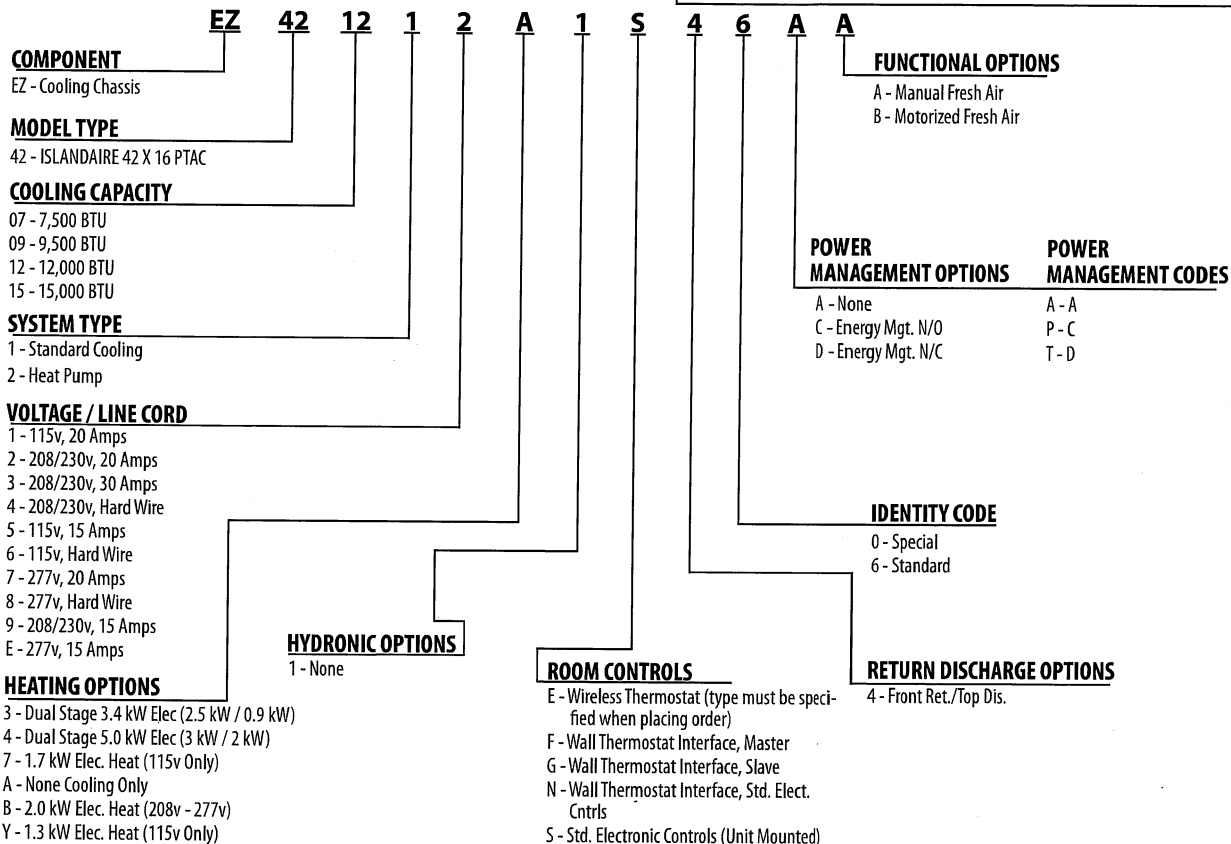 EZ 42 12 1 2 A 1 S 4 6 A A
COMPONENT
EZ - Cooling Chassis
MODEL TYPE
42 - ISLANDAIRE 42 X 16 PTAC
COOLING CAPACITY
07 - 7,500 BTU
09 - 9,500 BTU
12 - 12,000 BTU
15 - 15,000 BTU
SYSTEM TYPE
1 - Standard Cooling
2 - Heat Pump
VOLTAGE / LINE CORD
1 - 115v, 20 Amps
2 - 208/230v, 20 Amps
3 - 208/230v, 30 Amps
4 - 208/230v, Hard Wire
5 - 115v, 15 Amps
6 - 115v, Hard Wire
7 - 277v, 20 Amps
8 - 277v, Hard Wire
9 - 208/230v, 15 Amps
E - 277v, 15 Amps
HEATING OPTIONS
3 - Dual Stage 3.4 kW Elec (2.5 kW / 0.9 kW)
4 - Dual Stage 5.0 kW Elec (3 kW / 2 kW)
7 - 1.7 kW Elec. Heat (115v Only)
A - None Cooling Only
B - 2.0 kW Elec. Heat (208v - 277v)
Y - 1.3 kW Elec. Heat (115v Only)
HYDRONIC OPTIONS
1 - None
ROOM CONTROLS
E - Wireless Thermostat (type must be speci-
fied when placing order)
F - Wall Thermostat Interface, Master
G - Wall Thermostat Interface, Slave
N - Wall Thermostat Interface, Std. Elect.
Cntrls
S - Std. Electronic Controls (Unit Mounted)
RETURN DISCHARGE OPTIONS
4 - Front Ret./Top Dis.
IDENTITY CODE
0 - Special
6 - Standard
POWER
MANAGEMENT OPTIONS
A - None
C - Energy Mgt. N/O
D - Energy Mgt. N/C
POWER
MANAGEMENT CODES
A - A
P - C
T - D
FUNCTIONAL OPTIONS
A - Manual Fresh Air
B - Motorized Fresh Air